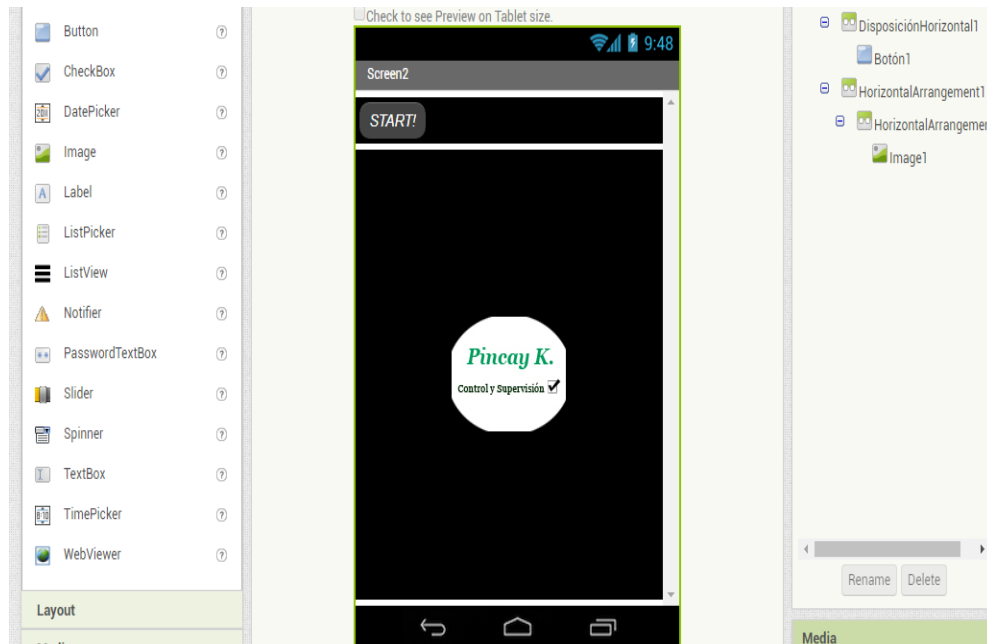 Button
CheckBox
DatePicker
Image
Label
ListPicker
ListView
Notifier
PasswordTextBox
Slider
Spinner
TextBox
TimePicker
WebViewer
Layout
Check to see Preview on Tablet size.
9:48
Screen2
START!
Pincay K.
Control y Supervisión
DisposiciónHorizontal1
Botón1
HorizontalArrangement1
HorizontalArrangemen
Image1
Rename Delete
Media